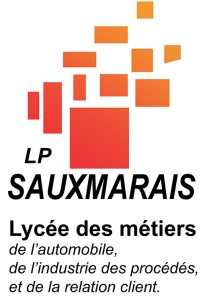 LP
SAUXMARAIS
Lycée des métiers
de l'automobile,
de l'industrie des procédés,
et de la relation client.